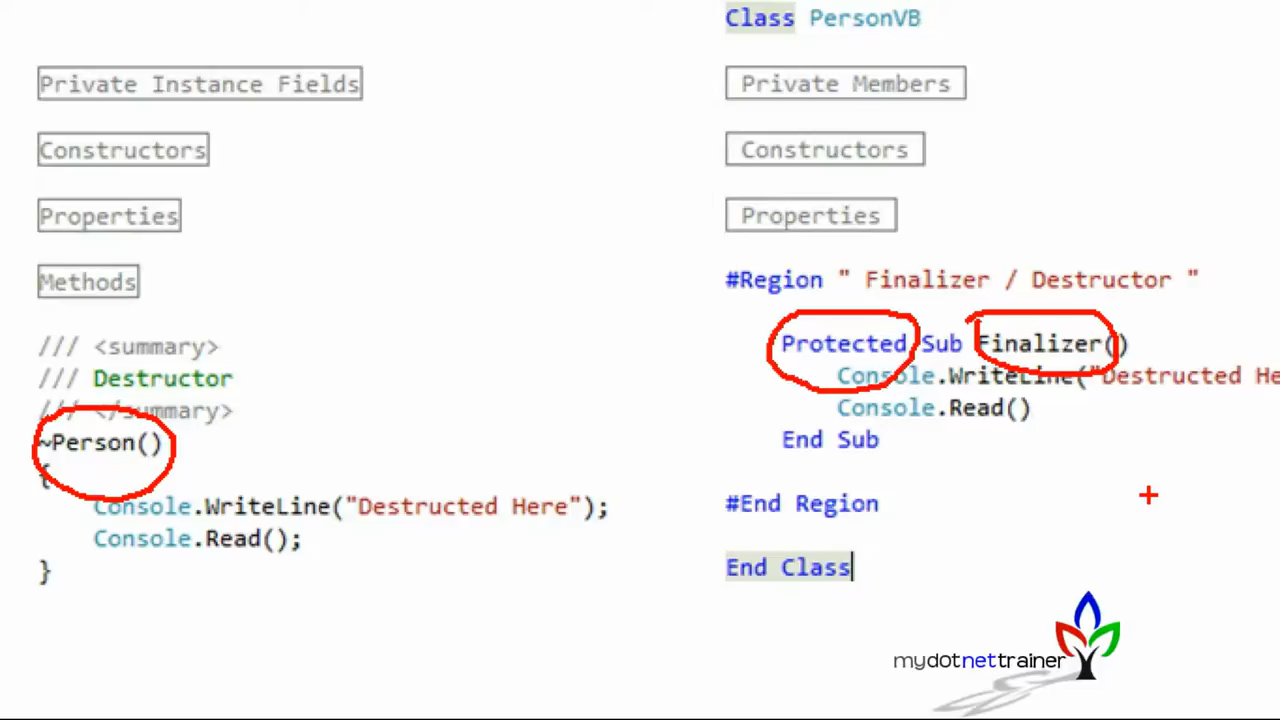 Private Instance Fields
Constructors
Properties
Methods
/// <summary>
/// Destructor
/// </summary>
~Person()
{
Console.WriteLine("Destructed Here");
Console.Read();
}
Class PersonVB
Private Members
Constructors
Properties
#Region " Finalizer / Destructor "
Protected Sub Finalizer()
Console.WriteLine("Destructed He
Console.Read()
End Sub
#End Region
End Class
mydotnettrainer